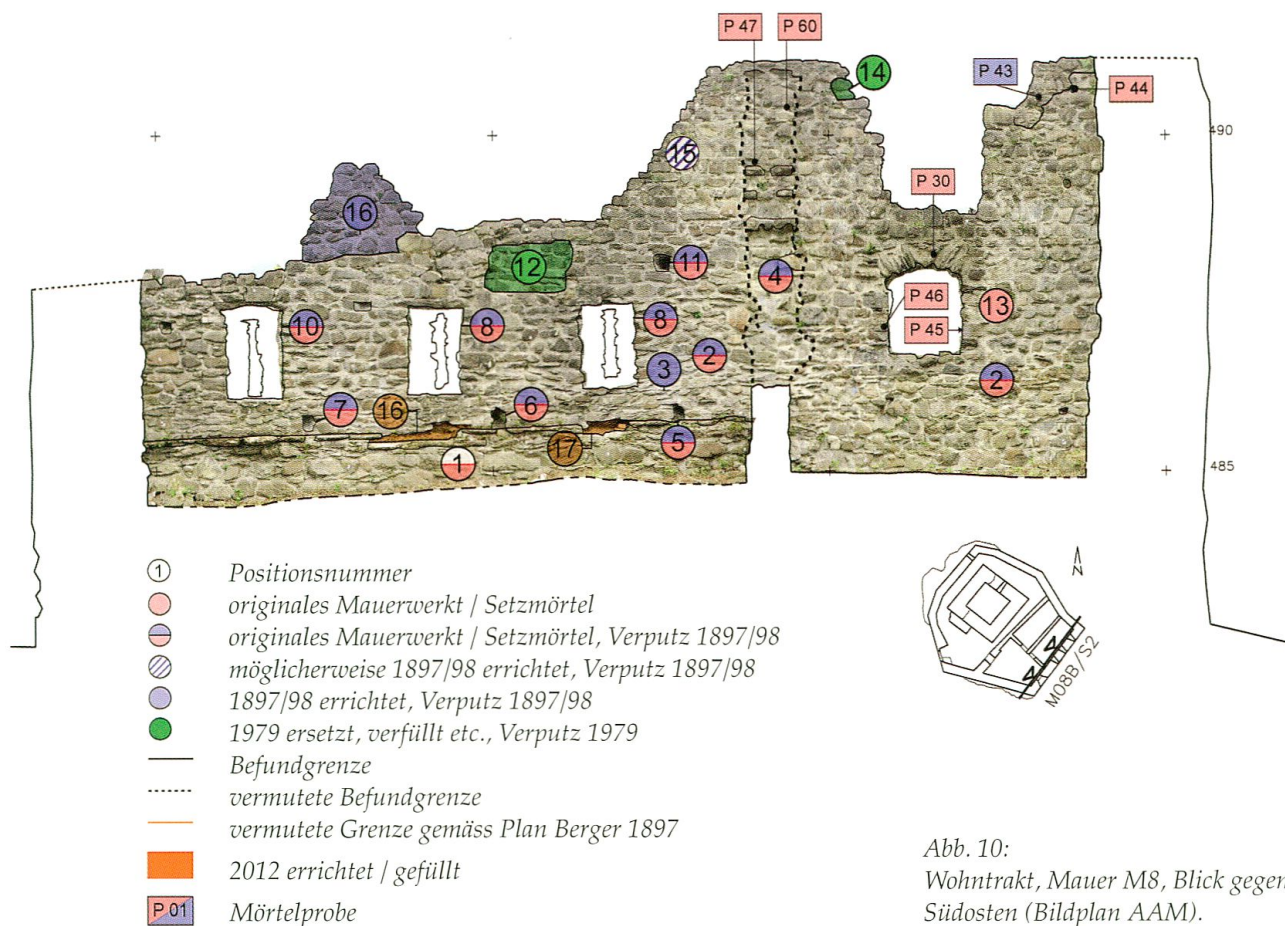 P 47
P 60
14
P 43
P 44
490
15
P 30
16
12
11
4
10
8
8
P 46
13
P 45
2
3
2
7
16
6
17
5
1
485
1 Positionsnummer
originales Mauerwerkt / Setzmörtel
originales Mauerwerkt / Setzmörtel, Verputz 1897/98
möglicherweise 1897/98 errichtet, Verputz 1897/98
1897/98 errichtet, Verputz 1897/98
1979 ersetzt, verfüllt etc., Verputz 1979
Befundgrenze
vermutete Befundgrenze
vermutete Grenze gemäss Plan Berger 1897
2012 errichtet / gefüllt
P 01 Mörtelprobe
N
M08B/S2
Abb. 10:
Wohntrakt, Mauer M8, Blick gegen
Südosten (Bildplan AAM).